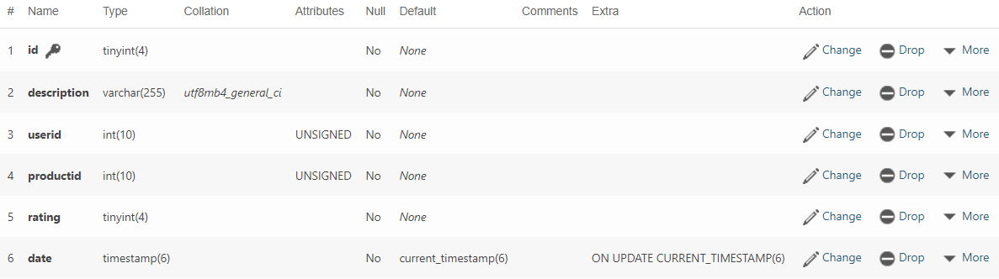 # Name Type Collation Attributes Null Default Comments Extra Action
1 id tinyint(4) No None Change Drop More
2 description varchar(255) utf8mb4_general_ci No None Change Drop More
3 userid int(10) UNSIGNED No None Change Drop More
4 productid int(10) UNSIGNED No None Change Drop More
5 rating tinyint(4) No None Change Drop More
6 date timestamp(6) No current_timestamp(6) ON UPDATE CURRENT_TIMESTAMP(6) Change Drop More